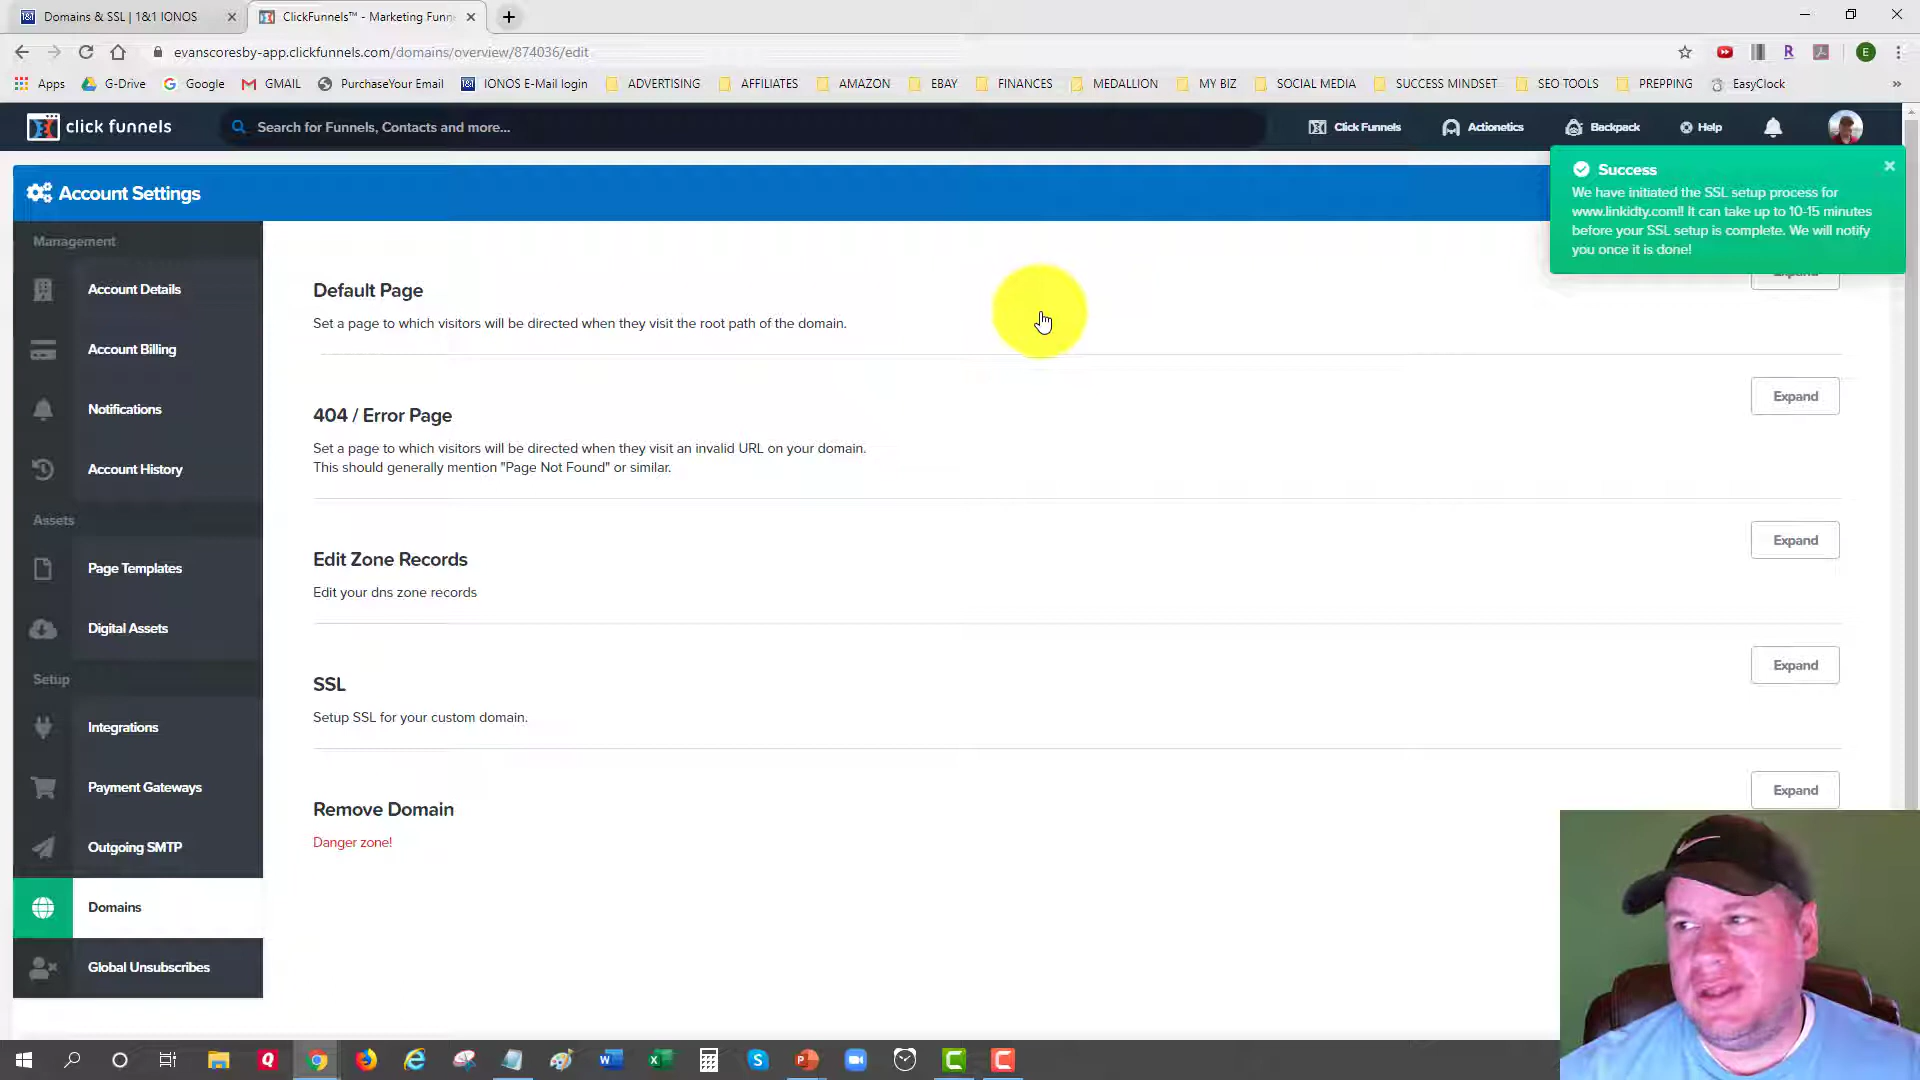 Domains & SSL | 1&1 IONOS
ClickFunnels™ - Marketing Funn
evanscoresby-app.clickfunnels.com/domains/overview/874036/edit
E
Apps G-Drive Google GMAIL PurchaseYour Email IONOS E-Mail login ADVERTISING AFFILIATES AMAZON EBAY FINANCES MEDALLION MY BIZ SOCIAL MEDIA SUCCESS MINDSET SEO TOOLS PREPPING EasyClock
click funnels
Search for Funnels, Contacts and more...
Click Funnels Actionetics Backpack Help
Success
We have initiated the SSL setup process for
www.linkidty.com!! It can take up to 10-15 minutes
before your SSL setup is complete. We will notify
you once it is done!
Account Settings
Management
Account Details
Account Billing
Notifications
Account History
Assets
Page Templates
Digital Assets
Setup
Integrations
Payment Gateways
Outgoing SMTP
Domains
Global Unsubscribes
Default Page
Set a page to which visitors will be directed when they visit the root path of the domain.
Expand
404 / Error Page
Set a page to which visitors will be directed when they visit an invalid URL on your domain.
This should generally mention "Page Not Found" or similar.
Expand
Edit Zone Records
Edit your dns zone records
Expand
SSL
Setup SSL for your custom domain.
Expand
Remove Domain
Danger zone!
Expand